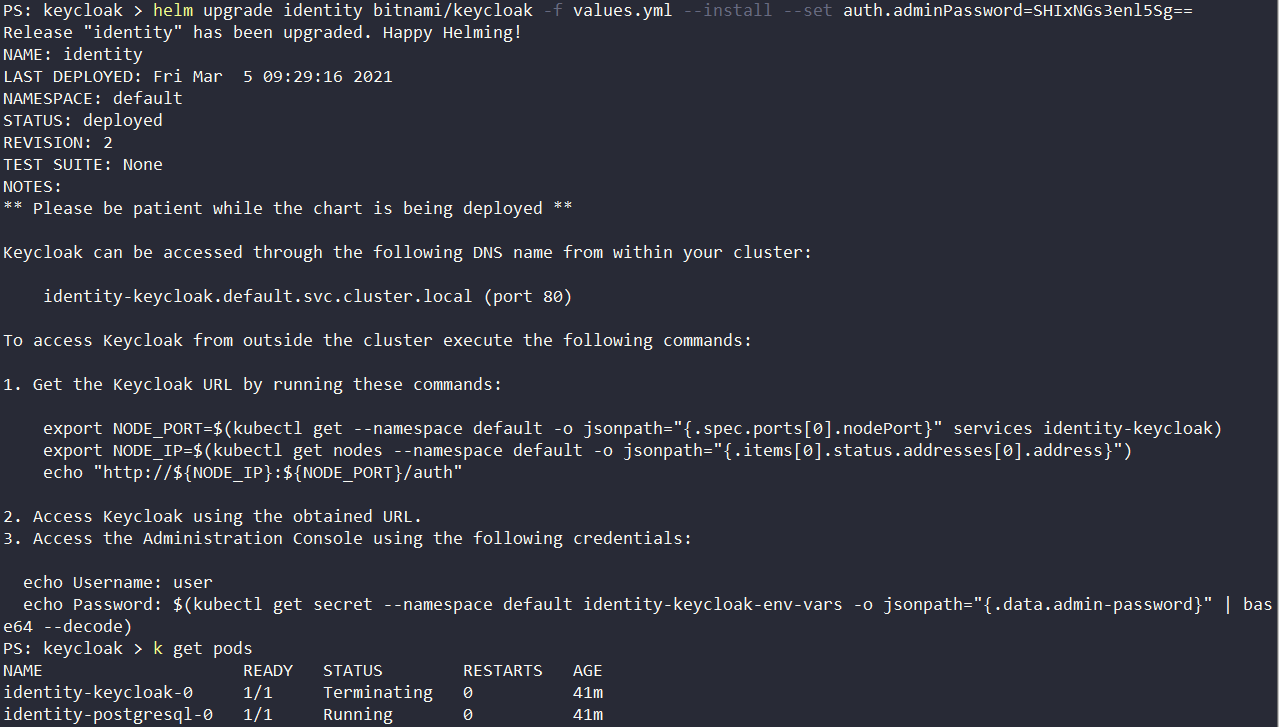 PS: keycloak > helm upgrade identity bitnami/keycloak -f values.yml --install --set auth.adminPassword=SHIxNGs3enl5Sg==
Release "identity" has been upgraded. Happy Helming!
NAME: identity
LAST DEPLOYED: Fri Mar  5 09:29:16 2021
NAMESPACE: default
STATUS: deployed
REVISION: 2
TEST SUITE: None
NOTES:
** Please be patient while the chart is being deployed **
Keycloak can be accessed through the following DNS name from within your cluster:
identity-keycloak.default.svc.cluster.local (port 80)
To access Keycloak from outside the cluster execute the following commands:
1. Get the Keycloak URL by running these commands:
export NODE_PORT=$(kubectl get --namespace default -o jsonpath="{.spec.ports[0].nodePort}" services identity-keycloak)
export NODE_IP=$(kubectl get nodes --namespace default -o jsonpath="{.items[0].status.addresses[0].address}")
echo "http://${NODE_IP}:${NODE_PORT}/auth"
2. Access Keycloak using the obtained URL.
3. Access the Administration Console using the following credentials:
echo Username: user
echo Password: $(kubectl get secret --namespace default identity-keycloak-env-vars -o jsonpath="{.data.admin-password}" | bas
e64 --decode)
PS: keycloak > k get pods
NAME                    READY   STATUS        RESTARTS   AGE
identity-keycloak-0     1/1     Terminating   0          41m
identity-postgresql-0   1/1     Running       0          41m